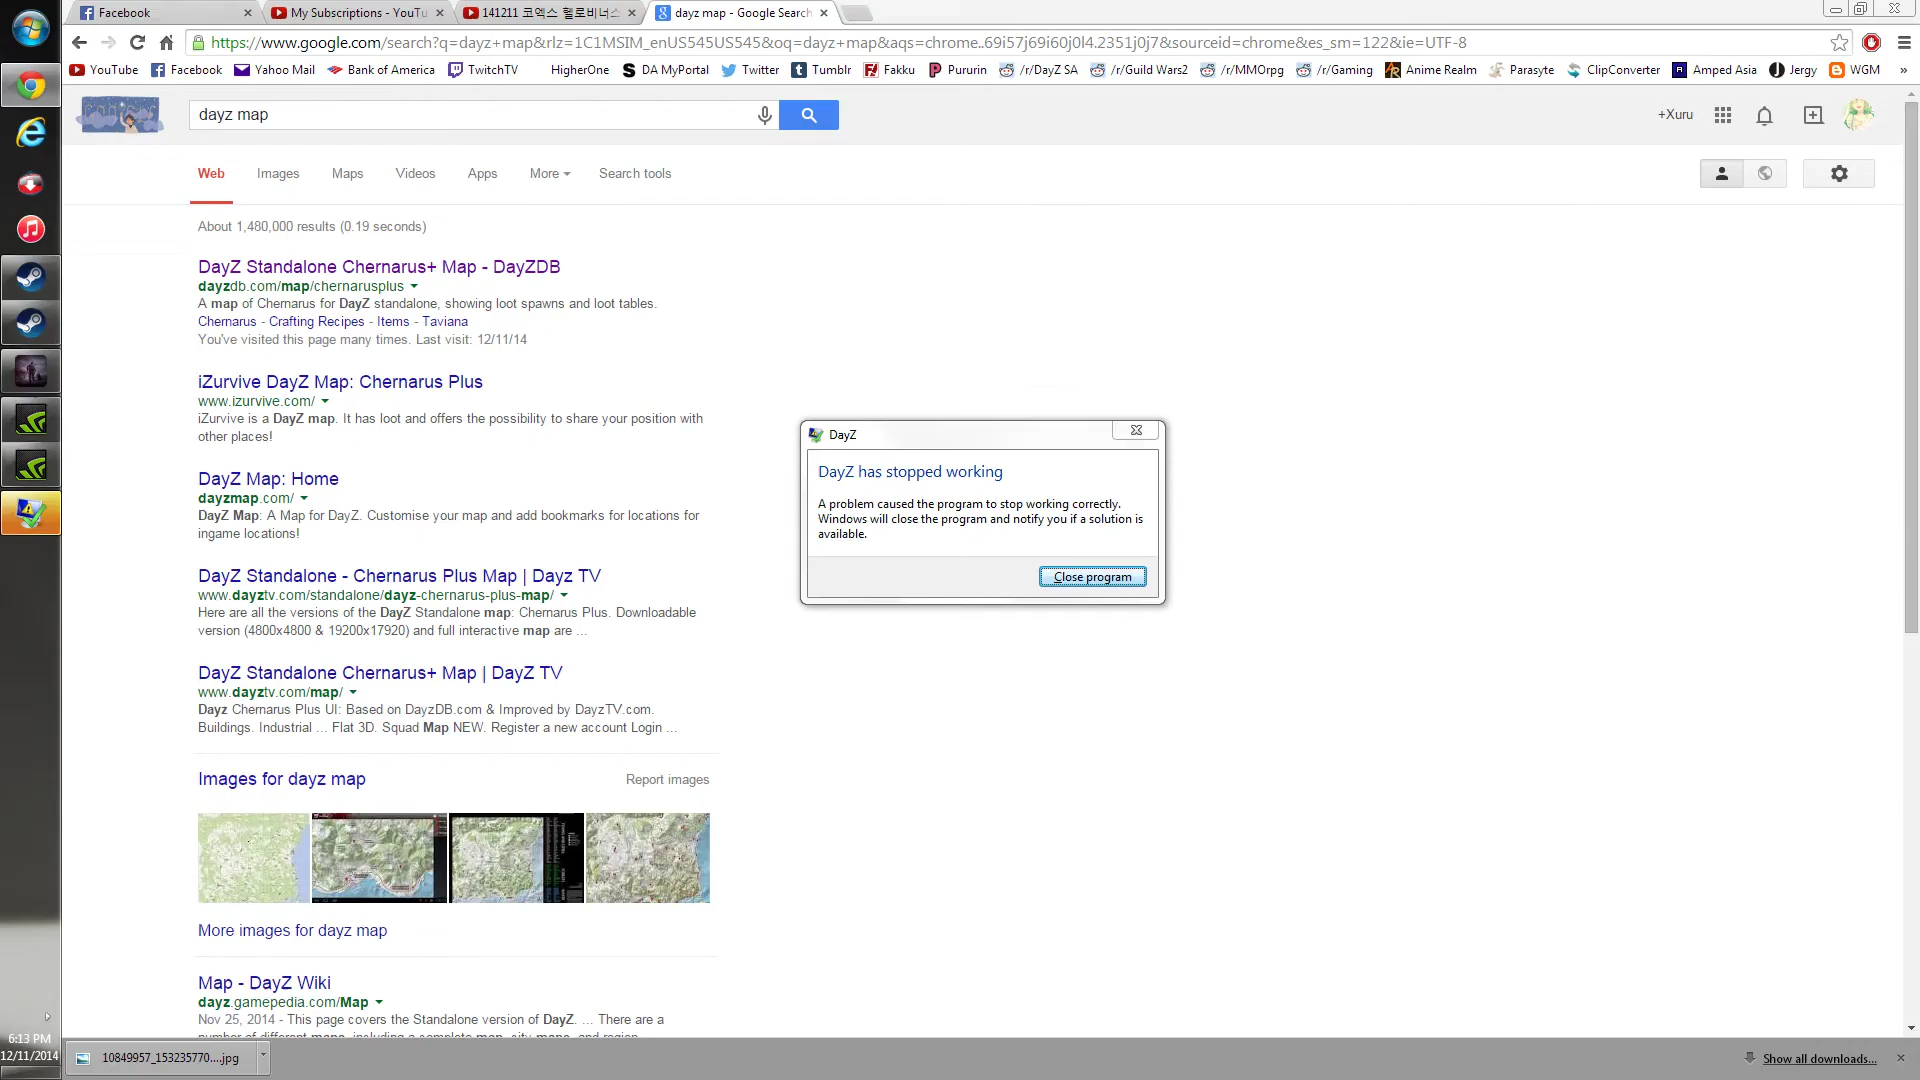 Facebook
My Subscriptions - YouTu
141211 코엑스 헬로비너스
dayz map - Google Search
https://www.google.com/search?q=dayz+map&rlz=1C1MSIM_enUS545US545&oq=dayz+map&aqs=chrome..69i57j69i60j0l4.2351j0j7&sourceid=chrome&es_sm=122&ie=UTF-8
YouTube Facebook Yahoo Mail Bank of America TwitchTV HigherOne DA MyPortal Twitter Tumblr Fakku Pururin /r/DayZ SA /r/Guild Wars2 /r/MMOrpg /r/Gaming Anime Realm Parasyte ClipConverter Amped Asia Jergy WGM »
dayz map
+Xuru
Web Images Maps Videos Apps More Search tools
About 1,480,000 results (0.19 seconds)
DayZ Standalone Chernarus+ Map - DayZDB
dayzdb.com/map/chernarusplus
A map of Chernarus for DayZ standalone, showing loot spawns and loot tables.
Chernarus - Crafting Recipes - Items - Taviana
You've visited this page many times. Last visit: 12/11/14
iZurvive DayZ Map: Chernarus Plus
www.izurvive.com/
iZurvive is a DayZ map. It has loot and offers the possibility to share your position with
other places!
DayZ Map: Home
dayzmap.com/
DayZ Map: A Map for DayZ. Customise your map and add bookmarks for locations for
ingame locations!
DayZ Standalone - Chernarus Plus Map | Dayz TV
www.dayztv.com/standalone/dayz-chernarus-plus-map/
Here are all the versions of the DayZ Standalone map: Chernarus Plus. Downloadable
version (4800x4800 & 19200x17920) and full interactive map are ...
DayZ Standalone Chernarus+ Map | DayZ TV
www.dayztv.com/map/
Dayz Chernarus Plus UI: Based on DayzDB.com & Improved by DayzTV.com.
Buildings. Industrial ... Flat 3D. Squad Map NEW. Register a new account Login ...
Images for dayz map
Report images
More images for dayz map
Map - DayZ Wiki
dayz.gamepedia.com/Map
Nov 25, 2014 - This page covers the Standalone version of DayZ. ... There are a
number of different maps, including a complete map, city maps, and region
DayZ
DayZ has stopped working
A problem caused the program to stop working correctly.
Windows will close the program and notify you if a solution is
available.
Close program
6:13 PM
12/11/2014
10849957_153235770....jpg
Show all downloads...